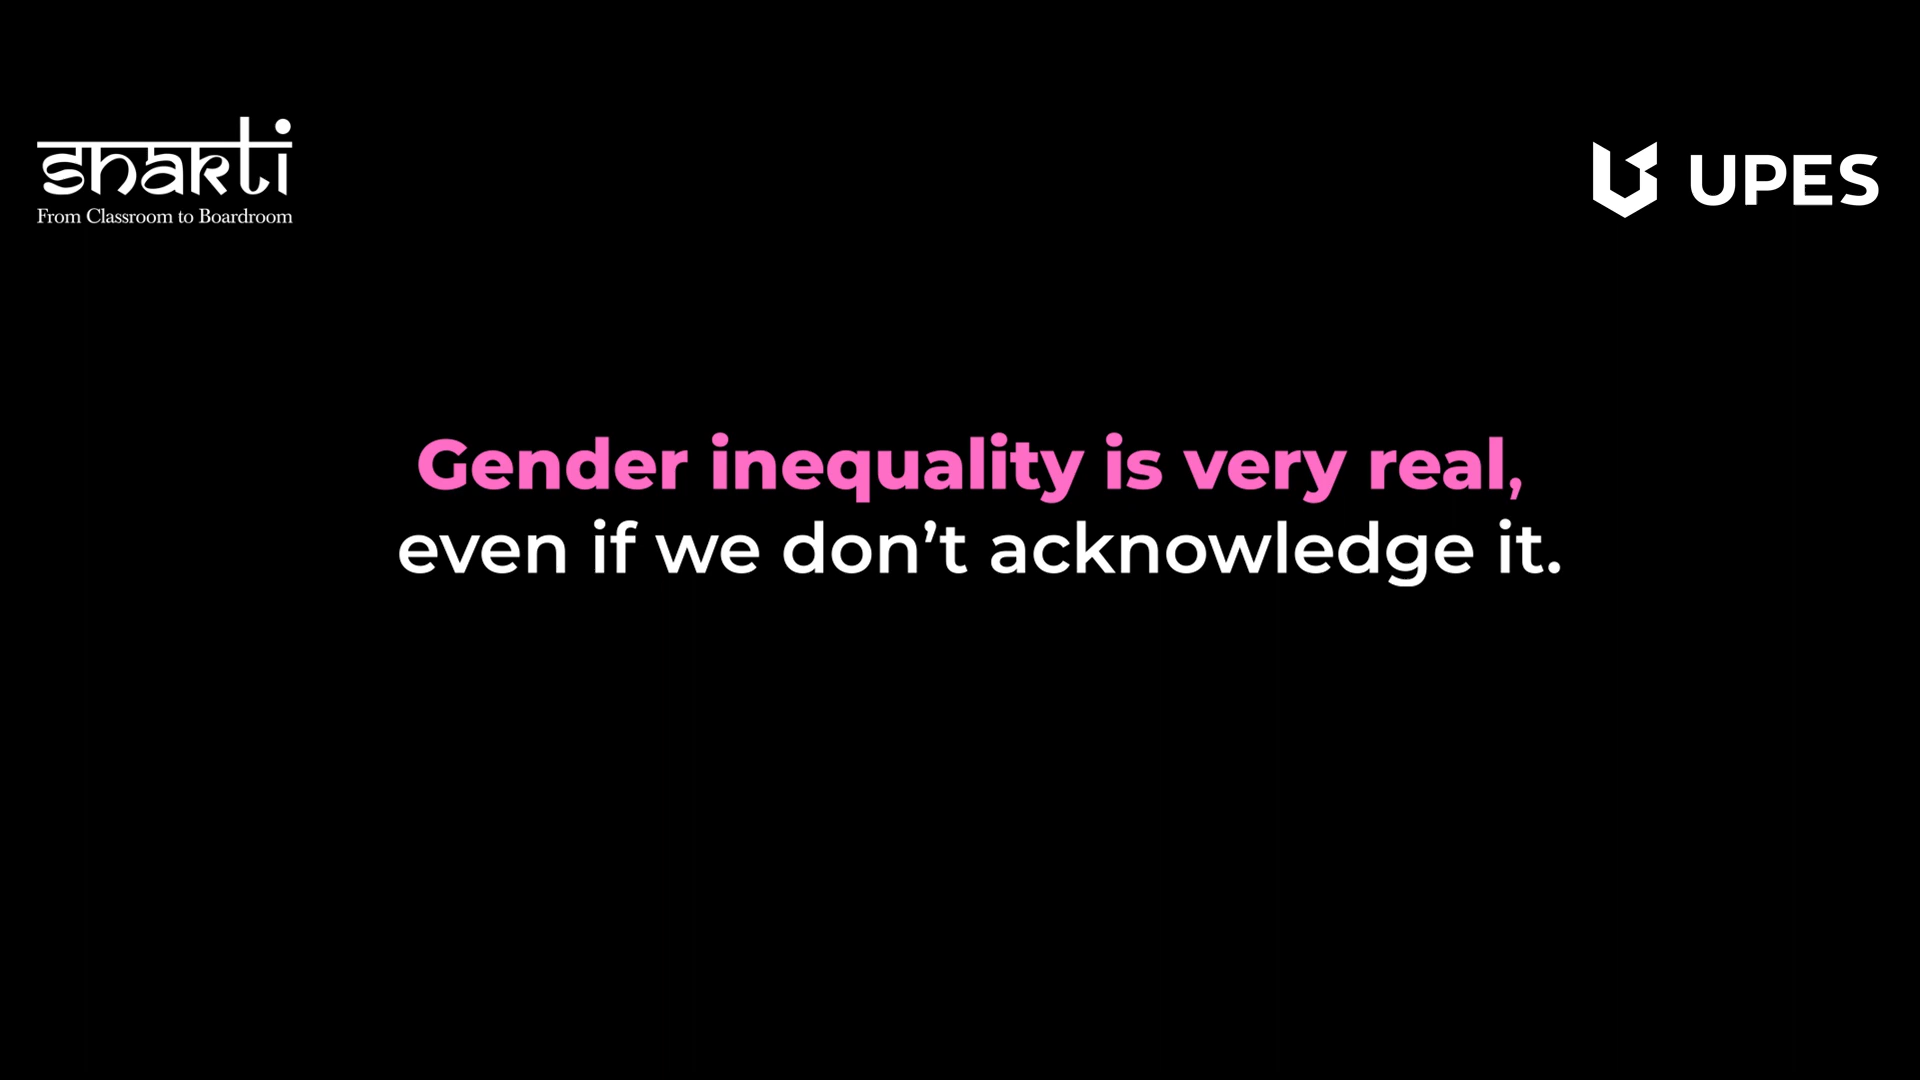 shakti
From Classroom to Boardroom
UPES
Gender inequality is very real,
even if we don’t acknowledge it.